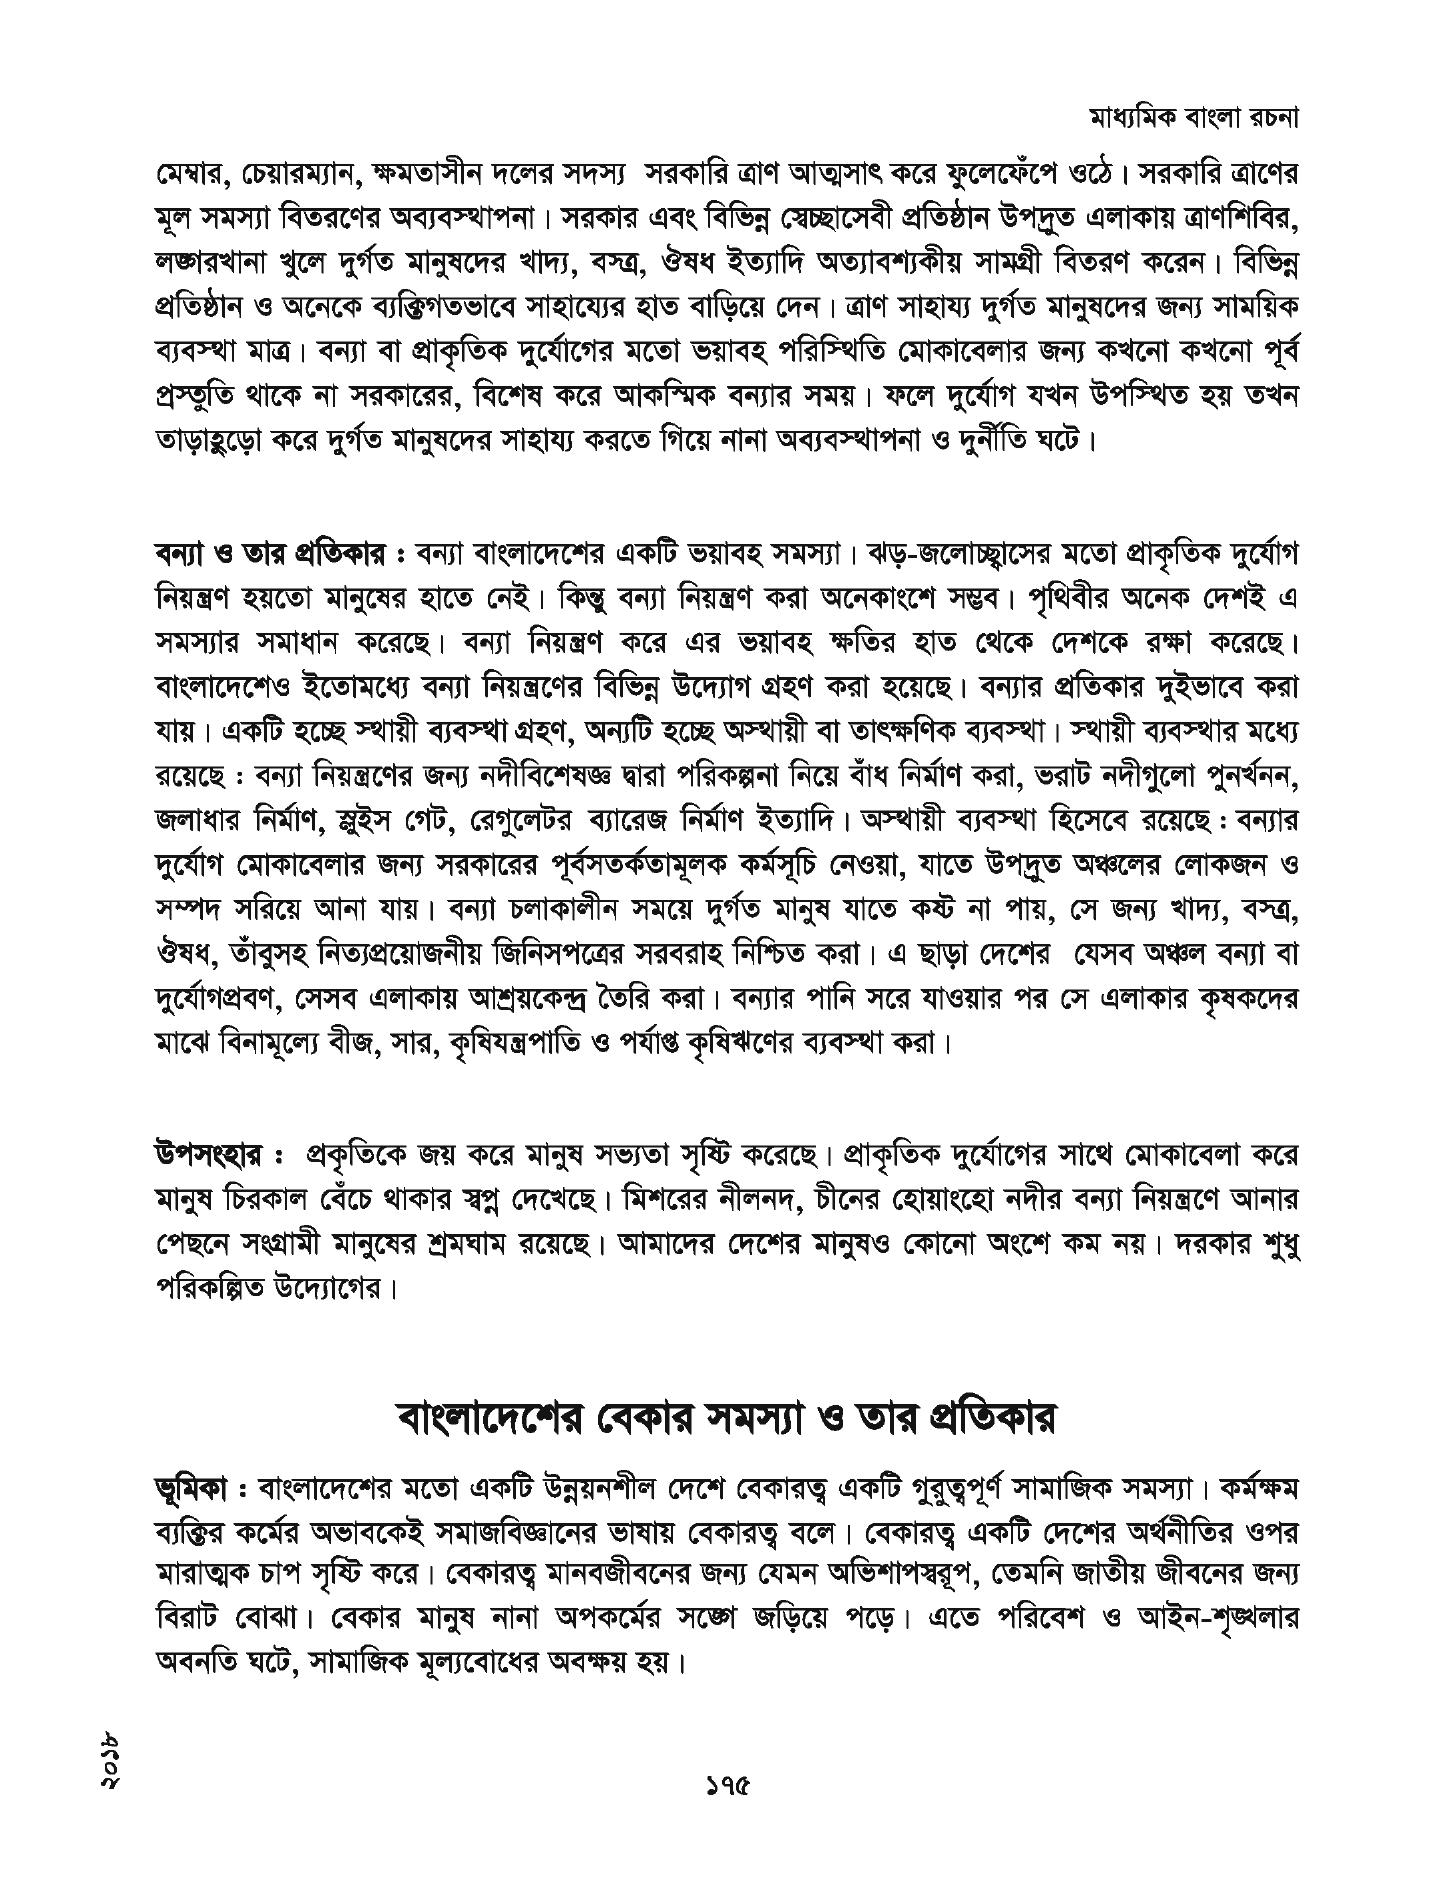 মাধ্যমিক বাংলা রচনা
মেম্বার, চেয়ারম্যান, ক্ষমতাসীন দলের সদস্য সরকারি ত্রাণ আত্মসাৎ করে ফুলেফেঁপে ওঠে। সরকারি ত্রাণের
মূল সমস্যা বিতরণের অব্যবস্থাপনা। সরকার এবং বিভিন্ন স্বেচ্ছাসেবী প্রতিষ্ঠান উপদ্রুত এলাকায় ত্রাণশিবির,
লঙ্গরখানা খুলে দুর্গত মানুষদের খাদ্য, বস্ত্র, ঔষধ ইত্যাদি অত্যাবশ্যকীয় সামগ্রী বিতরণ করেন। বিভিন্ন
প্রতিষ্ঠান ও অনেকে ব্যক্তিগতভাবে সাহায্যের হাত বাড়িয়ে দেন। ত্রাণ সাহায্য দুর্গত মানুষদের জন্য সাময়িক
ব্যবস্থা মাত্র। বন্যা বা প্রাকৃতিক দুর্যোগের মতো ভয়াবহ পরিস্থিতি মোকাবেলার জন্য কখনো কখনো পূর্ব
প্রস্তুতি থাকে না সরকারের, বিশেষ করে আকস্মিক বন্যার সময়। ফলে দুর্যোগ যখন উপস্থিত হয় তখন
তাড়াহুড়ো করে দুর্গত মানুষদের সাহায্য করতে গিয়ে নানা অব্যবস্থাপনা ও দুর্নীতি ঘটে।
বন্যা ও তার প্রতিকার : বন্যা বাংলাদেশের একটি ভয়াবহ সমস্যা। ঝড়-জলোচ্ছ্বাসের মতো প্রাকৃতিক দুর্যোগ
নিয়ন্ত্রণ হয়তো মানুষের হাতে নেই। কিন্তু বন্যা নিয়ন্ত্রণ করা অনেকাংশে সম্ভব। পৃথিবীর অনেক দেশই এ
সমস্যার সমাধান করেছে। বন্যা নিয়ন্ত্রণ করে এর ভয়াবহ ক্ষতির হাত থেকে দেশকে রক্ষা করেছে।
বাংলাদেশেও ইতোমধ্যে বন্যা নিয়ন্ত্রণের বিভিন্ন উদ্যোগ গ্রহণ করা হয়েছে। বন্যার প্রতিকার দুইভাবে করা
যায়। একটি হচ্ছে স্থায়ী ব্যবস্থা গ্রহণ, অন্যটি হচ্ছে অস্থায়ী বা তাৎক্ষণিক ব্যবস্থা। স্থায়ী ব্যবস্থার মধ্যে
রয়েছে : বন্যা নিয়ন্ত্রণের জন্য নদীবিশেষজ্ঞ দ্বারা পরিকল্পনা নিয়ে বাঁধ নির্মাণ করা, ভরাট নদীগুলো পুনর্খনন,
জলাধার নির্মাণ, স্লুইস গেট, রেগুলেটর ব্যারেজ নির্মাণ ইত্যাদি। অস্থায়ী ব্যবস্থা হিসেবে রয়েছে : বন্যার
দুর্যোগ মোকাবেলার জন্য সরকারের পূর্বসতর্কতামূলক কর্মসূচি নেওয়া, যাতে উপদ্রুত অঞ্চলের লোকজন ও
সম্পদ সরিয়ে আনা যায়। বন্যা চলাকালীন সময়ে দুর্গত মানুষ যাতে কষ্ট না পায়, সে জন্য খাদ্য, বস্ত্র,
ঔষধ, তাঁবুসহ নিত্যপ্রয়োজনীয় জিনিসপত্রের সরবরাহ নিশ্চিত করা। এ ছাড়া দেশের যেসব অঞ্চল বন্যা বা
দুর্যোগপ্রবণ, সেসব এলাকায় আশ্রয়কেন্দ্র তৈরি করা। বন্যার পানি সরে যাওয়ার পর সে এলাকার কৃষকদের
মাঝে বিনামূল্যে বীজ, সার, কৃষিযন্ত্রপাতি ও পর্যাপ্ত কৃষিঋণের ব্যবস্থা করা।
উপসংহার : প্রকৃতিকে জয় করে মানুষ সভ্যতা সৃষ্টি করেছে। প্রাকৃতিক দুর্যোগের সাথে মোকাবেলা করে
মানুষ চিরকাল বেঁচে থাকার স্বপ্ন দেখেছে। মিশরের নীলনদ, চীনের হোয়াংহো নদীর বন্যা নিয়ন্ত্রণে আনার
পেছনে সংগ্রামী মানুষের শ্রমঘাম রয়েছে। আমাদের দেশের মানুষও কোনো অংশে কম নয়। দরকার শুধু
পরিকল্পিত উদ্যোগের।
বাংলাদেশের বেকার সমস্যা ও তার প্রতিকার
ভূমিকা : বাংলাদেশের মতো একটি উন্নয়নশীল দেশে বেকারত্ব একটি গুরুত্বপূর্ণ সামাজিক সমস্যা। কর্মক্ষম
ব্যক্তির কর্মের অভাবকেই সমাজবিজ্ঞানের ভাষায় বেকারত্ব বলে। বেকারত্ব একটি দেশের অর্থনীতির ওপর
মারাত্মক চাপ সৃষ্টি করে। বেকারত্ব মানবজীবনের জন্য যেমন অভিশাপস্বরূপ, তেমনি জাতীয় জীবনের জন্য
বিরাট বোঝা। বেকার মানুষ নানা অপকর্মের সঙ্গে জড়িয়ে পড়ে। এতে পরিবেশ ও আইন-শৃঙ্খলার
অবনতি ঘটে, সামাজিক মূল্যবোধের অবক্ষয় হয়।
২০১৮
১৭৫